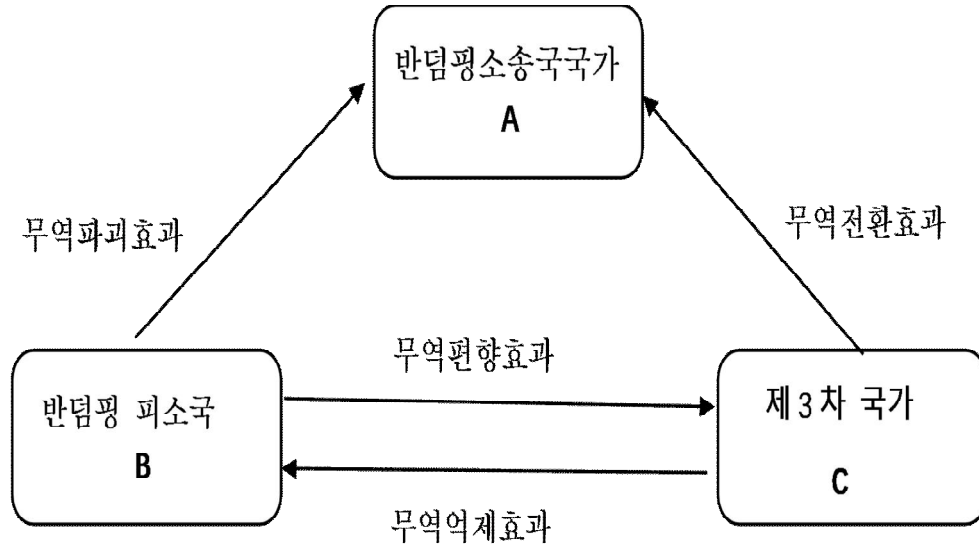 반덤핑소송국국가
A
무역파괴효과
무역전환효과
무역편향효과
반덤핑 피소국
B
제3차 국가
C
무역억제효과